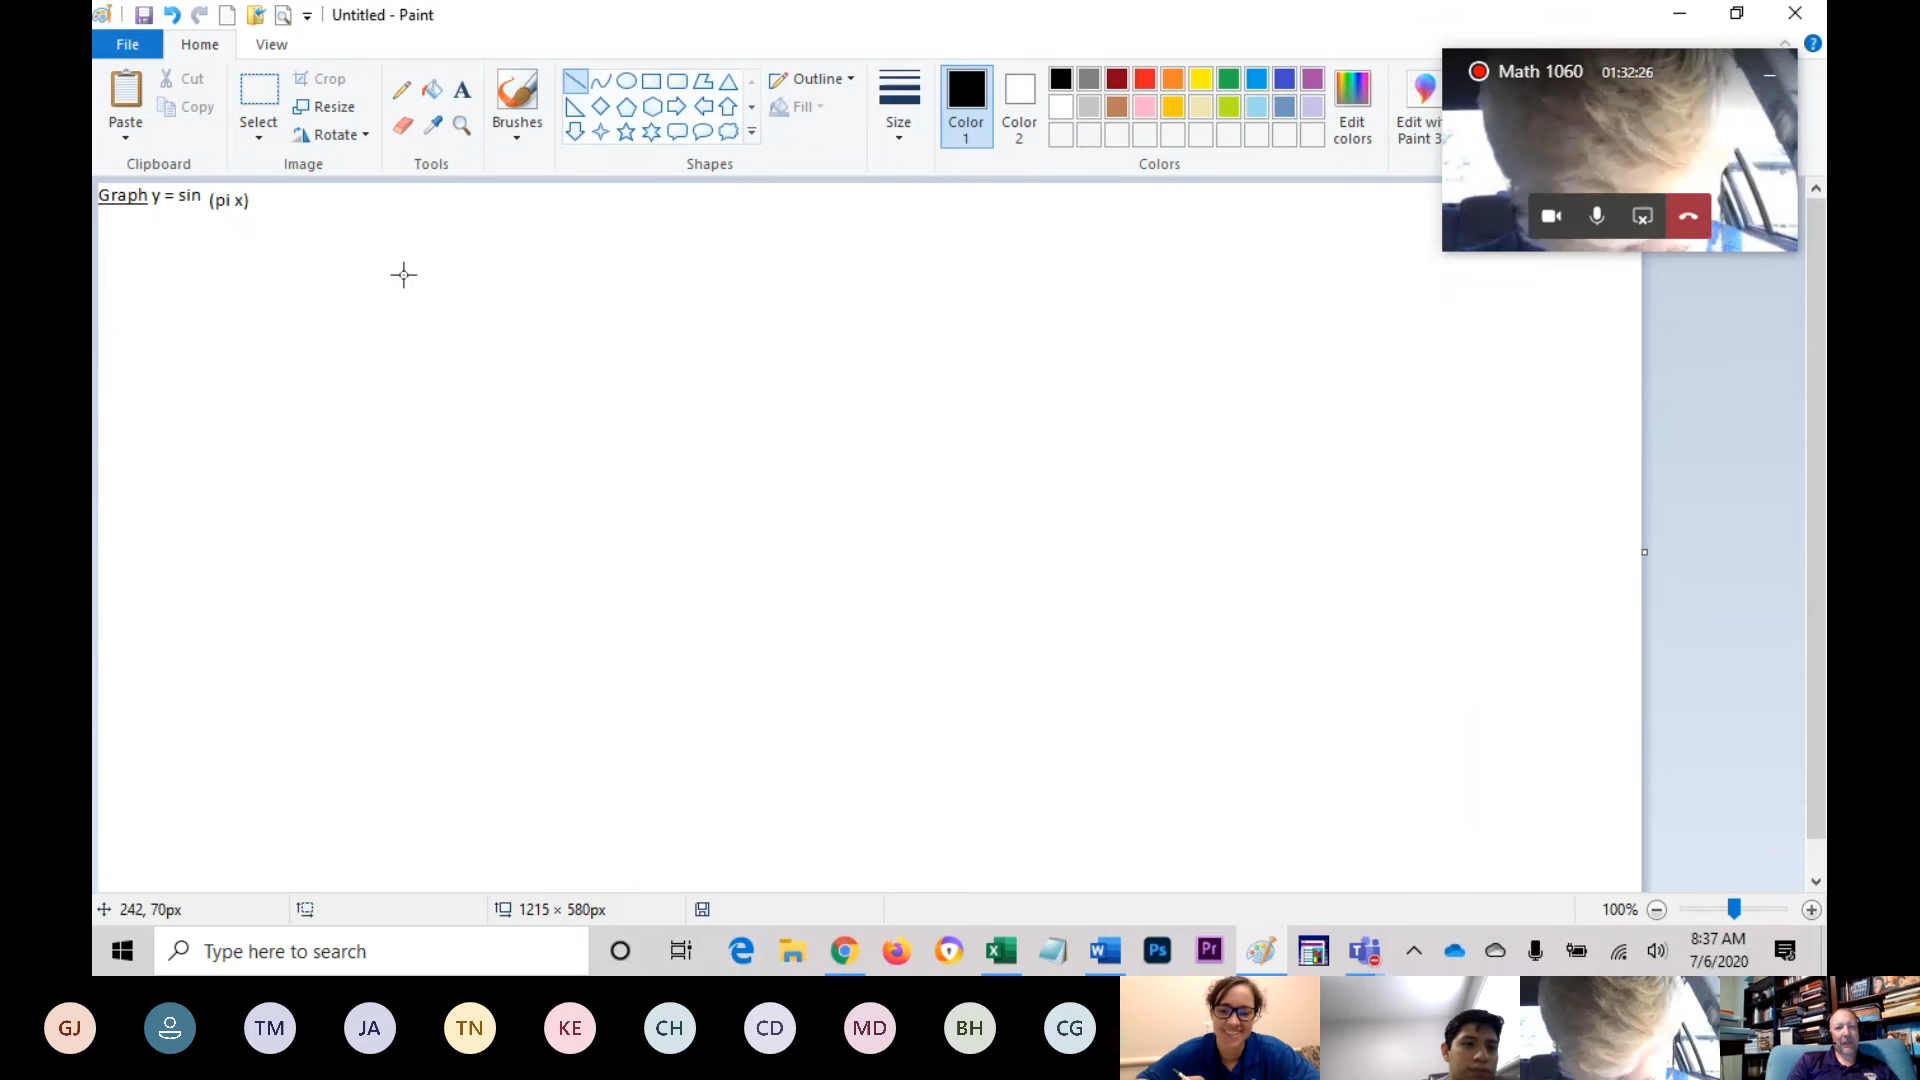 Untitled - Paint
File Home View
Paste
Cut
Copy
Clipboard
Select
Crop
Resize
Rotate
Image
A
Tools
Brushes
Outline
Fill
Shapes
Size
Color 1
Color 2
Edit colors
Colors
Edit wi
Paint 3
Math 1060 01:32:26
Graph y = sin (pi x)
242, 70px
1215 × 580px
100%
Type here to search
Ps
Pr
8:37 AM
7/6/2020
GJ TM JA TN KE CH CD MD BH CG